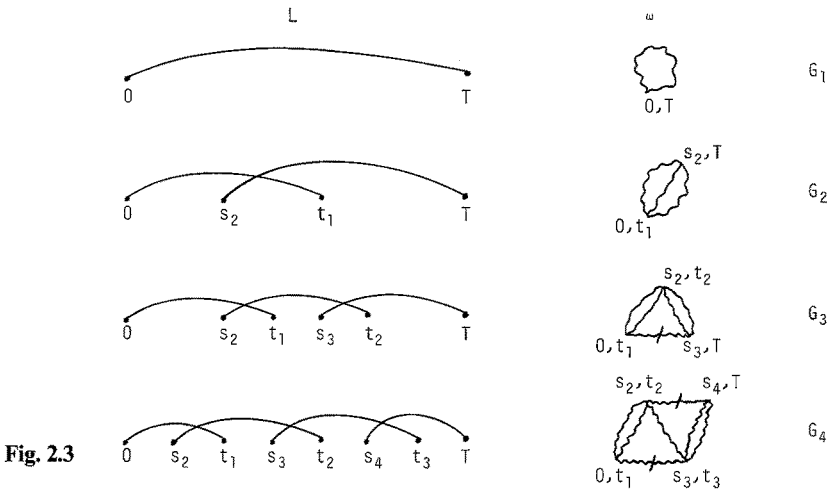 L ω
0 T 0,T G₁
0 s₂ t₁ T s₂,T 0,t₁ G₂
s₂,t₂
0 s₂ t₁ s₃ t₂ T 0,t₁ s₃,T G₃
s₂,t₂ s₄,T
G₄
Fig. 2.3 0 s₂ t₁ s₃ t₂ s₄ t₃ T 0,t₁ s₃,t₃